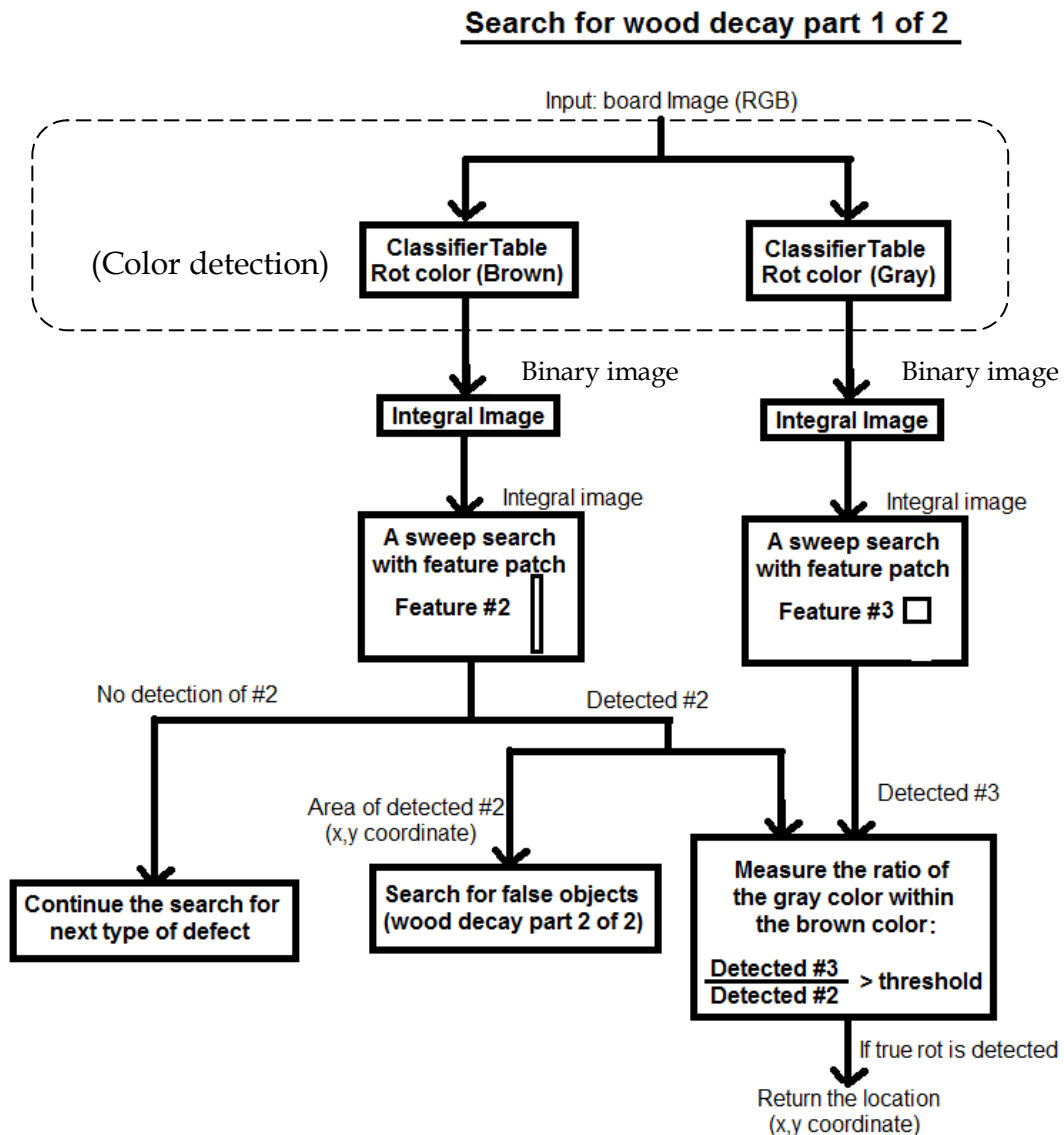 Search for wood decay part 1 of 2
Input: board Image (RGB)
(Color detection)
ClassifierTable
Rot color (Brown)
ClassifierTable
Rot color (Gray)
Binary image
Binary image
Integral Image
Integral Image
Integral image
Integral image
A sweep search
with feature patch
Feature #2
A sweep search
with feature patch
Feature #3
No detection of #2
Detected #2
Area of detected #2
(x,y coordinate)
Detected #3
Continue the search for
next type of defect
Search for false objects
(wood decay part 2 of 2)
Measure the ratio of
the gray color within
the brown color:
Detected #3
Detected #2
> threshold
If true rot is detected
Return the location
(x,y coordinate)